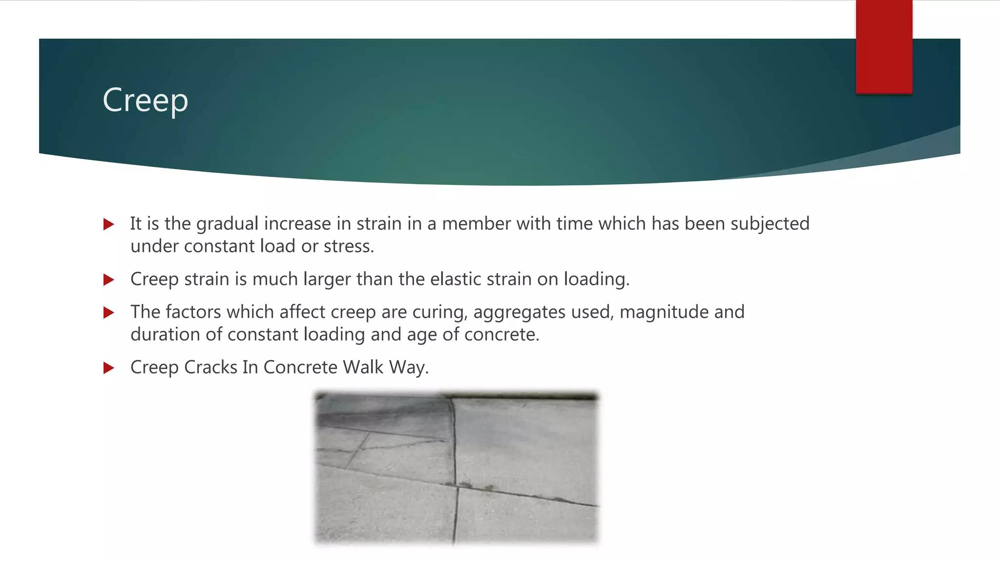 Creep
It is the gradual increase in strain in a member with time which has been subjected
under constant load or stress.
Creep strain is much larger than the elastic strain on loading.
The factors which affect creep are curing, aggregates used, magnitude and
duration of constant loading and age of concrete.
Creep Cracks In Concrete Walk Way.